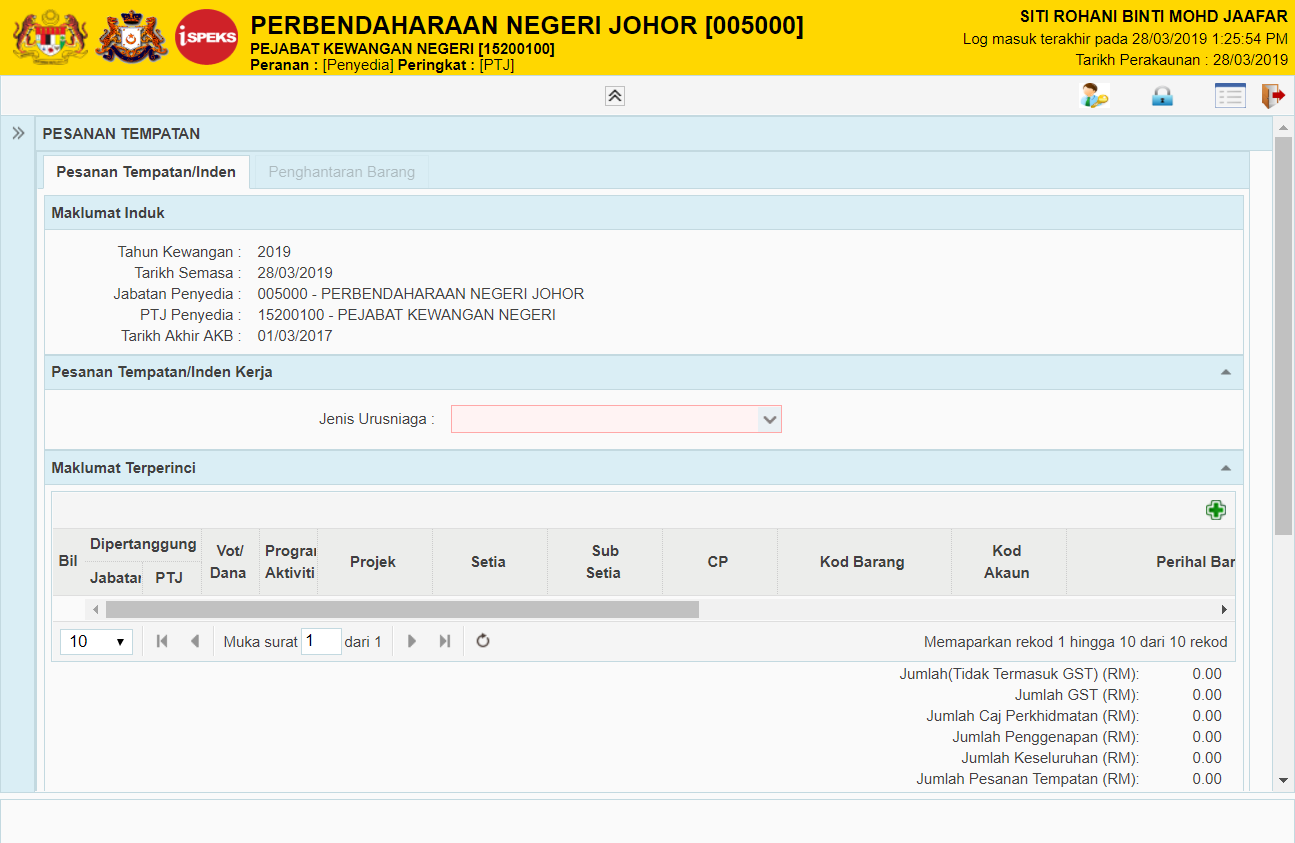 iSPEKS
PERBENDAHARAAN NEGERI JOHOR [005000]
PEJABAT KEWANGAN NEGERI [15200100]
Peranan : [Penyedia] Peringkat : [PTJ]
SITI ROHANI BINTI MOHD JAAFAR
Log masuk terakhir pada 28/03/2019 1:25:54 PM
Tarikh Perakaunan : 28/03/2019
PESANAN TEMPATAN
Pesanan Tempatan/Inden Penghantaran Barang
Maklumat Induk
Tahun Kewangan : 2019
Tarikh Semasa : 28/03/2019
Jabatan Penyedia : 005000 - PERBENDAHARAAN NEGERI JOHOR
PTJ Penyedia : 15200100 - PEJABAT KEWANGAN NEGERI
Tarikh Akhir AKB : 01/03/2017
Pesanan Tempatan/Inden Kerja
Jenis Urusniaga :
Maklumat Terperinci
Bil
Dipertanggung
Jabatan PTJ
Vot/
Dana
Program
Aktiviti
Projek
Setia
Sub
Setia
CP
Kod Barang
Kod
Akaun
Perihal Bar
10 Muka surat 1 dari 1 Memaparkan rekod 1 hingga 10 dari 10 rekod
Jumlah(Tidak Termasuk GST) (RM): 0.00
Jumlah GST (RM): 0.00
Jumlah Caj Perkhidmatan (RM): 0.00
Jumlah Penggenapan (RM): 0.00
Jumlah Keseluruhan (RM): 0.00
Jumlah Pesanan Tempatan (RM): 0.00